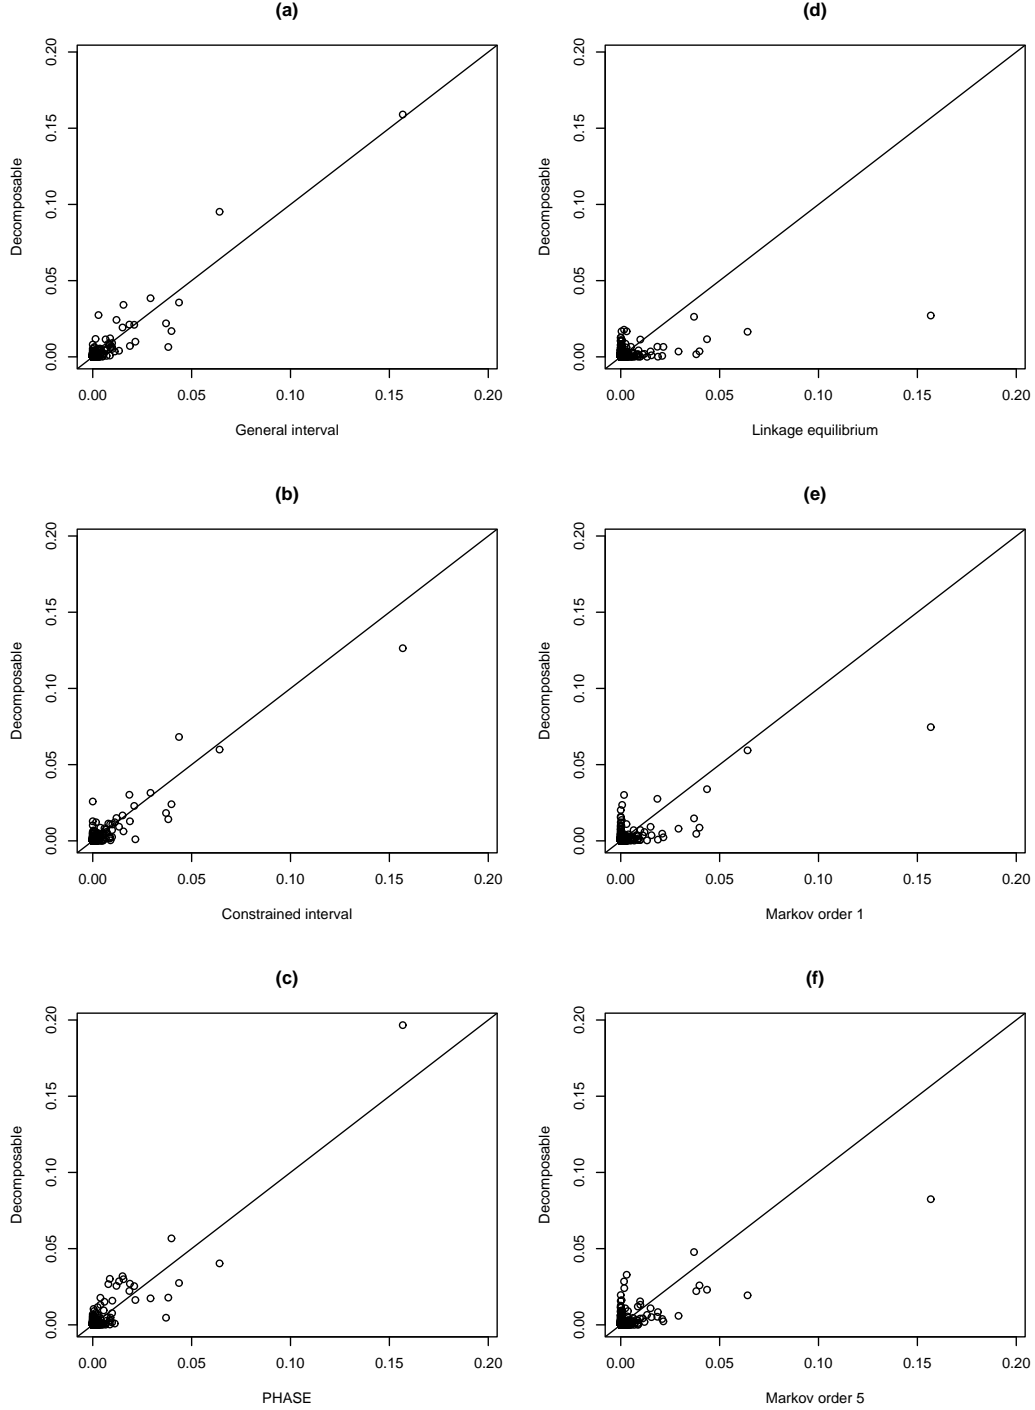 (a)
Decomposable
0.00 0.05 0.10 0.15 0.20
0.00 0.05 0.10 0.15 0.20
General interval
(d)
Decomposable
0.00 0.05 0.10 0.15 0.20
0.00 0.05 0.10 0.15 0.20
Linkage equilibrium
(b)
Decomposable
0.00 0.05 0.10 0.15 0.20
0.00 0.05 0.10 0.15 0.20
Constrained interval
(e)
Decomposable
0.00 0.05 0.10 0.15 0.20
0.00 0.05 0.10 0.15 0.20
Markov order 1
(c)
Decomposable
0.00 0.05 0.10 0.15 0.20
0.00 0.05 0.10 0.15 0.20
PHASE
(f)
Decomposable
0.00 0.05 0.10 0.15 0.20
0.00 0.05 0.10 0.15 0.20
Markov order 5